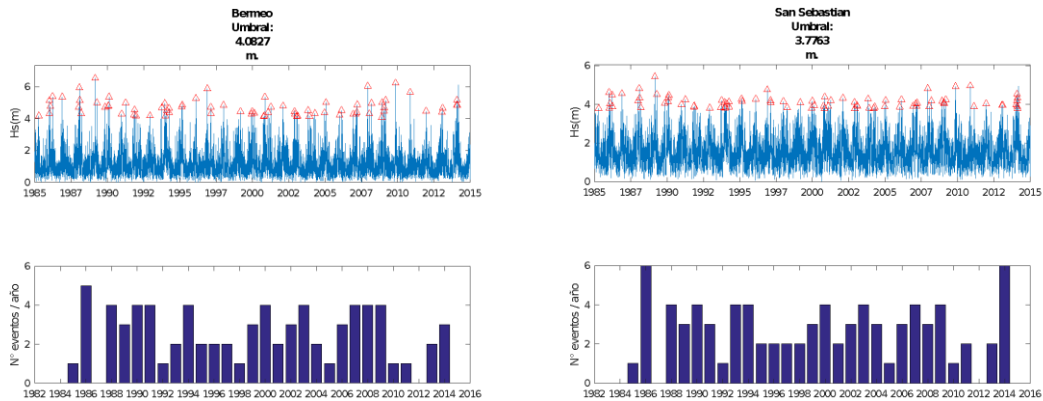 Bermeo
Umbral:
4.0827
m.
Hs(m)
6
4
2
0
1985 1987 1990 1992 1995 1997 2000 2002 2005 2007 2010 2012 2015
San Sebastian
Umbral:
3.7763
m.
Hs(m)
6
4
2
0
1985 1987 1990 1992 1995 1997 2000 2002 2005 2007 2010 2012 2015
Nº eventos / año
6
4
2
0
1982 1984 1986 1988 1990 1992 1994 1996 1998 2000 2002 2004 2006 2008 2010 2012 2014 2016
Nº eventos / año
6
4
2
0
1982 1984 1986 1988 1990 1992 1994 1996 1998 2000 2002 2004 2006 2008 2010 2012 2014 2016